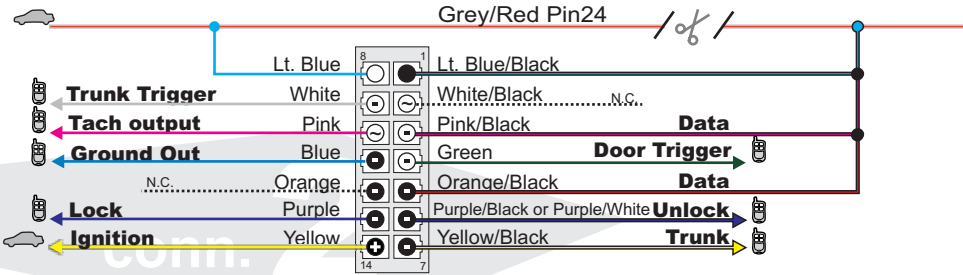 Grey/Red Pin24
8 1
Lt. Blue Lt. Blue/Black
Trunk Trigger White White/Black N.C.
Tach output Pink Pink/Black Data
Ground Out Blue Green Door Trigger
N.C. Orange Orange/Black Data
Lock Purple Purple/Black or Purple/White Unlock
Ignition Yellow Yellow/Black Trunk
conn.
14 7